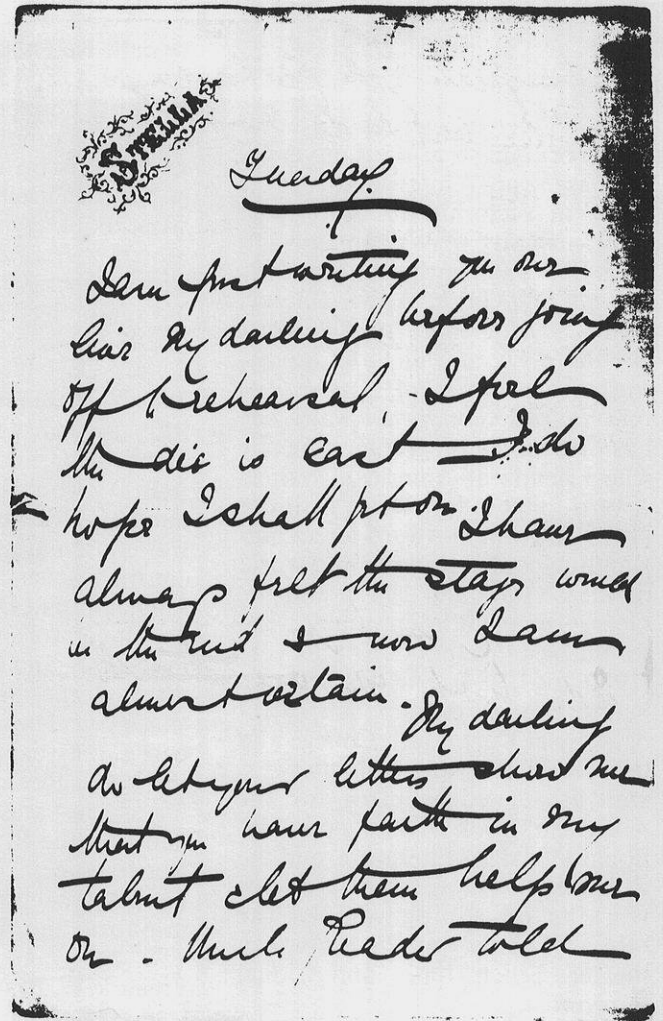 STELLA
Tuesday.
I am just writing you one
line my darling before going
off to rehearsal, - I feel
the die is cast — I do
hope I shall get on. I have
always felt the stage would
in the end & now I am
almost certain. My darling
do let your letters show me
that you have faith in my
talent & let them help me
on - Uncle told